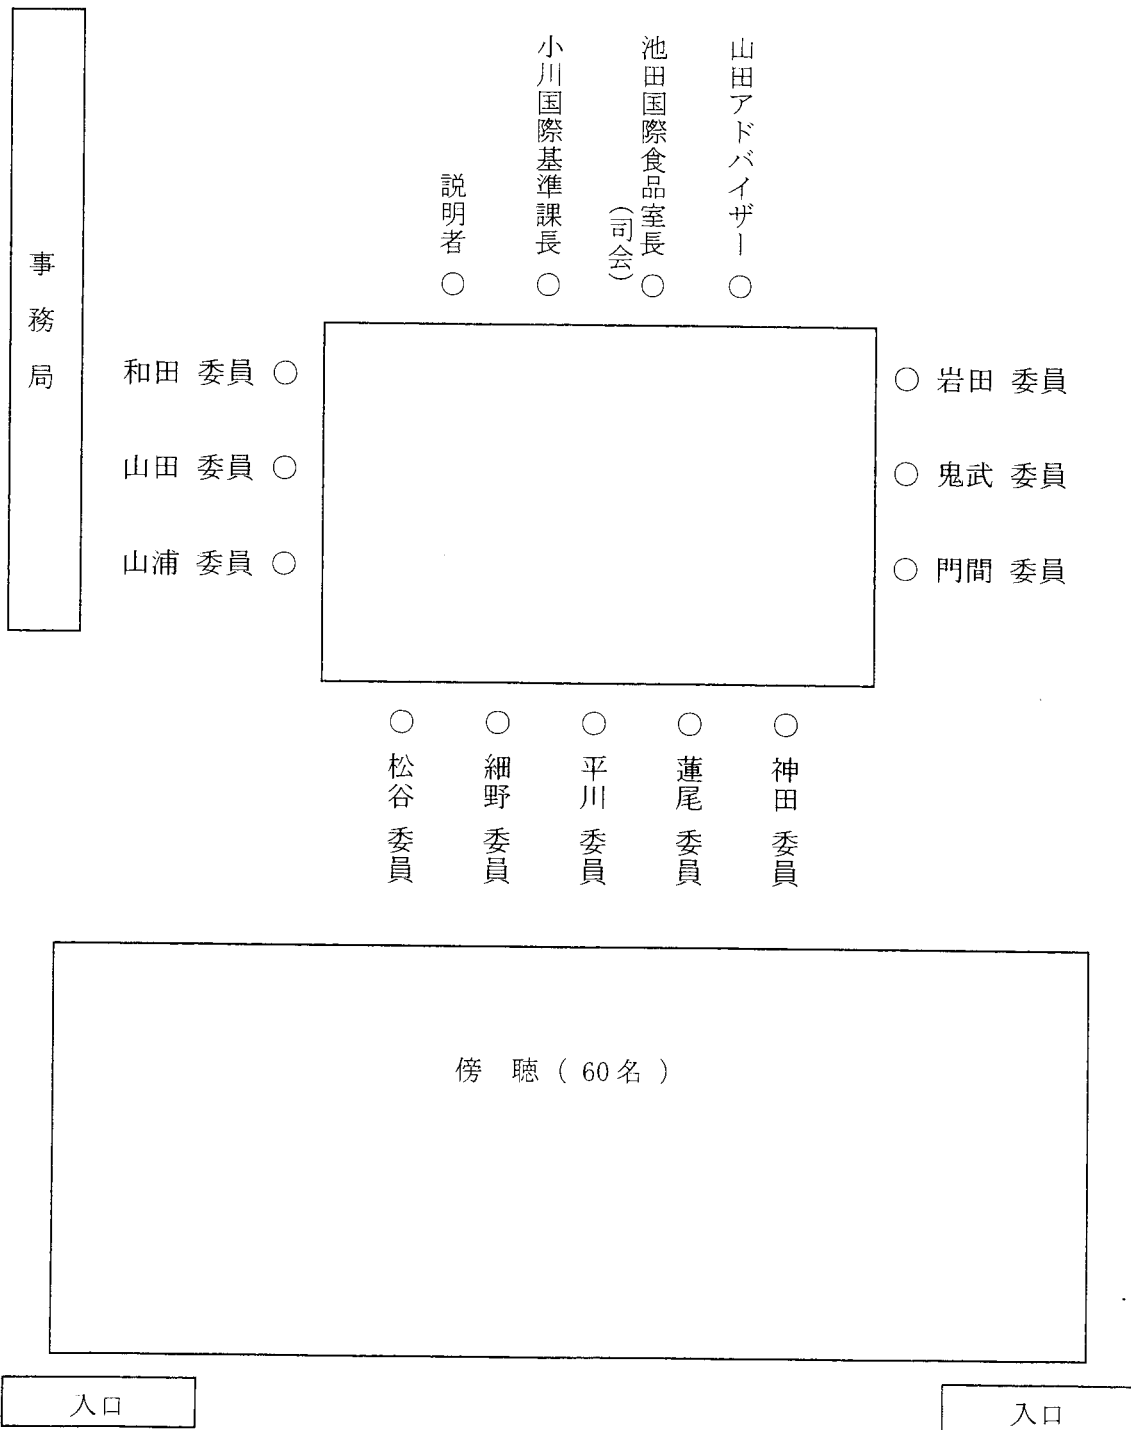 事務局
説明者 ○
小川国際基準課長 ○
池田国際食品室長 ○
(司会)
山田アドバイザー ○
和田 委員 ○
山田 委員 ○
山浦 委員 ○
○ 岩田 委員
○ 鬼武 委員
○ 門間 委員
○ 松谷 委員
○ 細野 委員
○ 平川 委員
○ 蓮尾 委員
○ 神田 委員
傍 聴 ( 60名 )
入口
入口